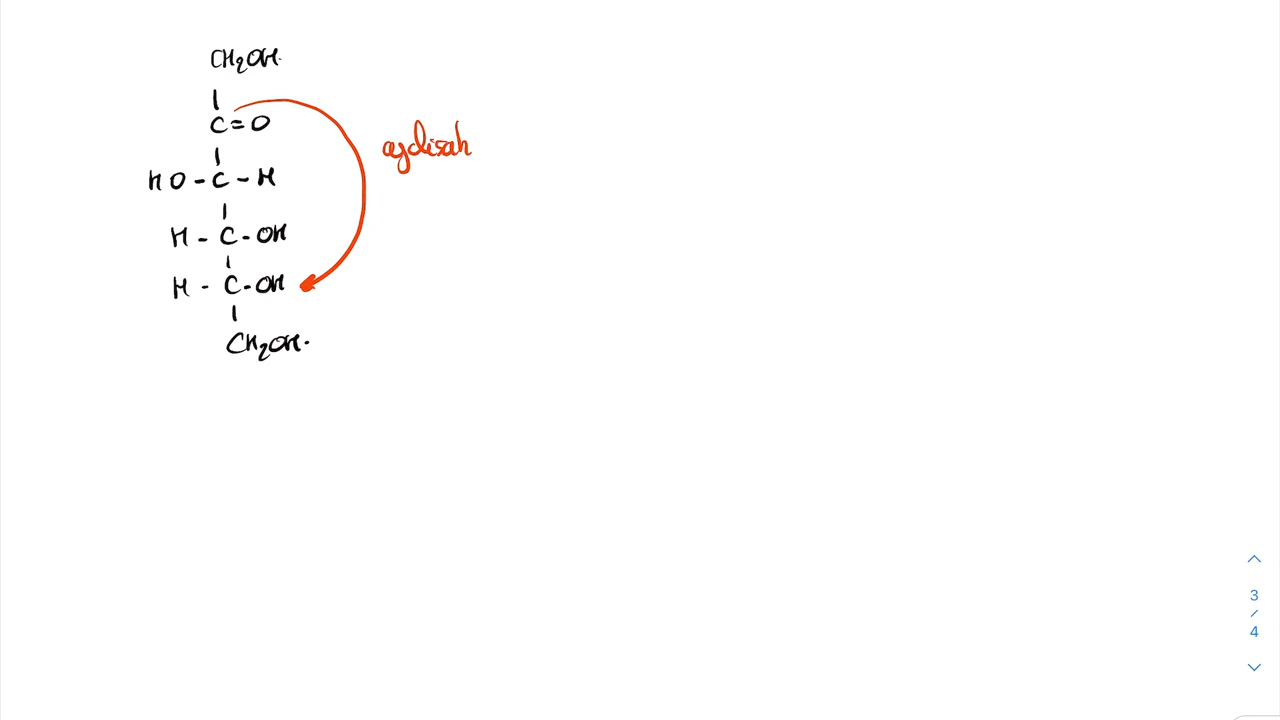 CH₂OH
|
C=O
|
HO-C-H
|
H-C-OH
|
H-C-OH
|
CH₂OH
3
/
4